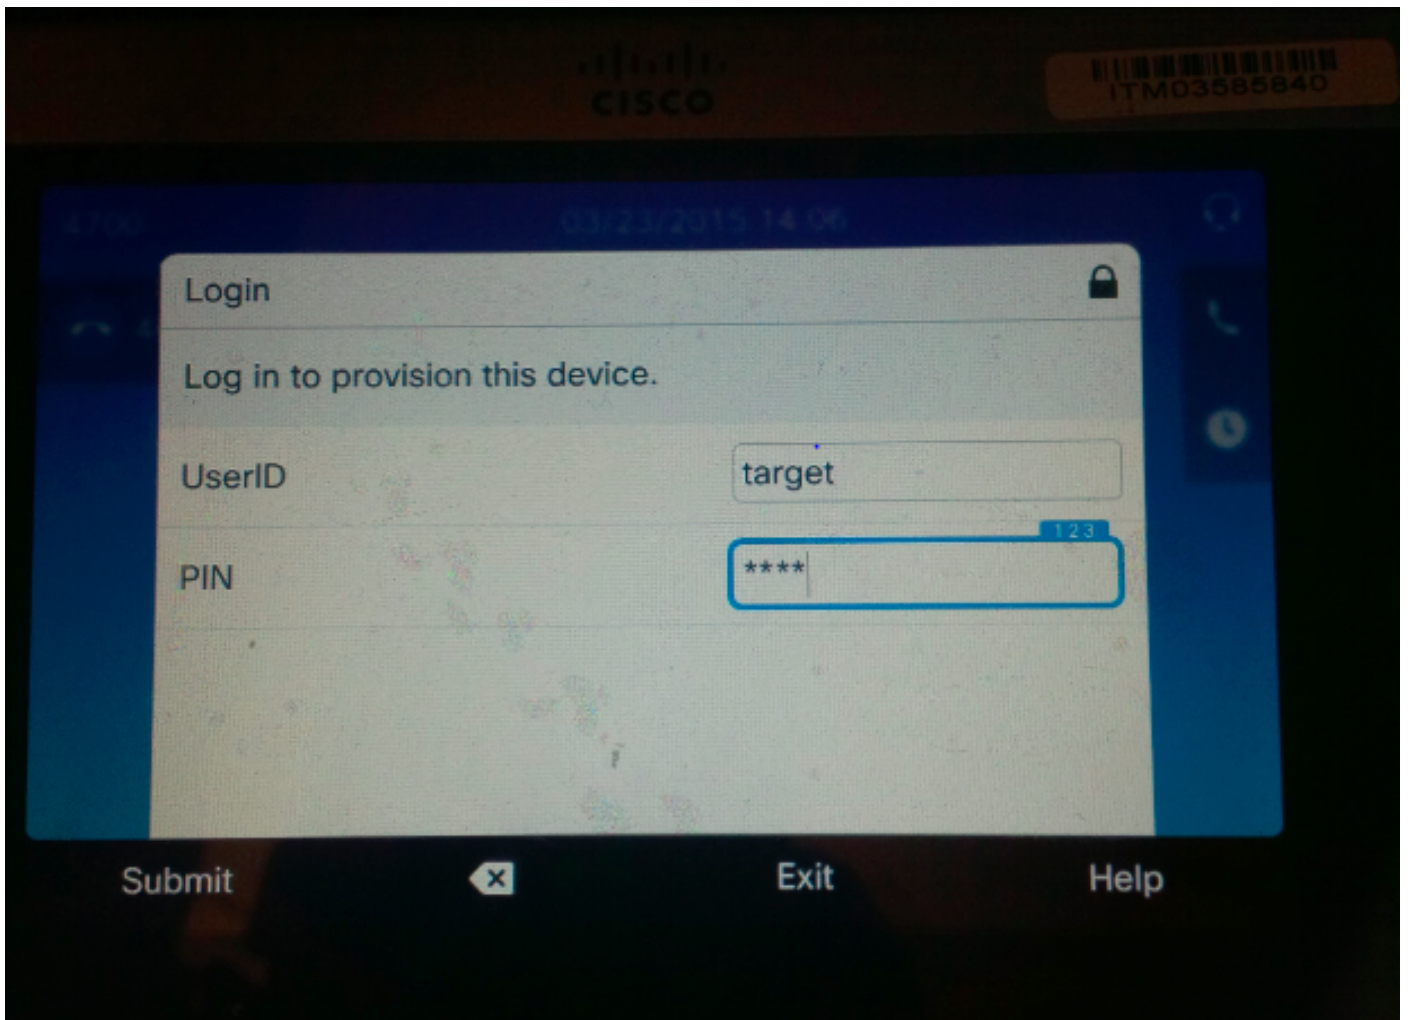 CISCO
ITM03585840
4700
03/23/2015 14:06
Login
Log in to provision this device.
UserID
target
123
PIN
****
Submit
Exit
Help